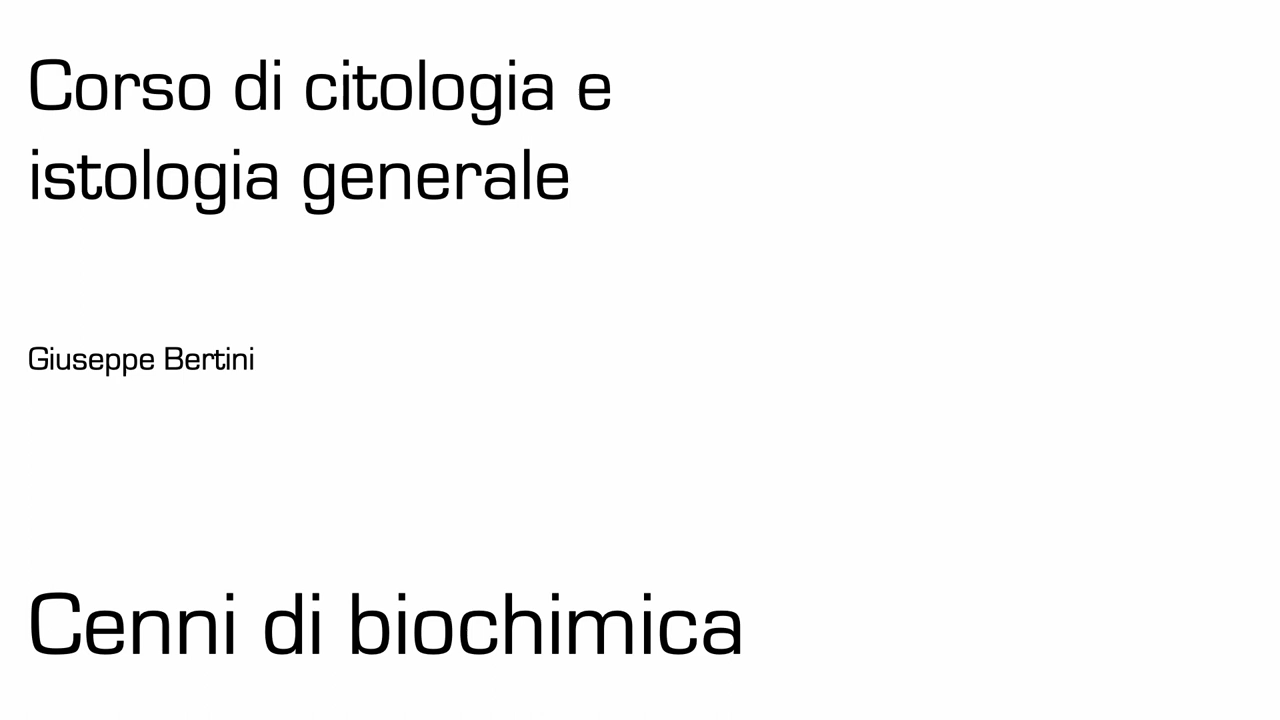 Corso di citologia e
istologia generale
Giuseppe Bertini
Cenni di biochimica